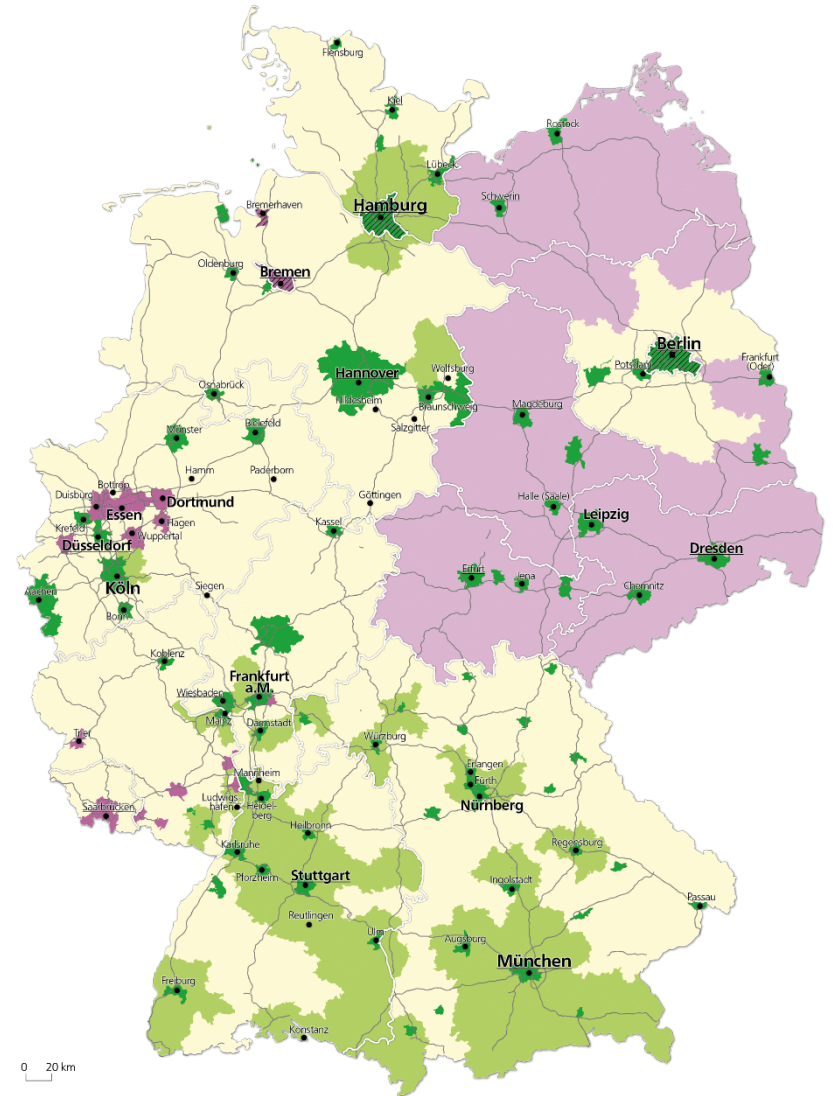 Flensburg
Kiel
Rostock
Lübeck
Schwerin
Bremerhaven
Hamburg
Oldenburg
Bremen
Berlin
Potsdam
Frankfurt
(Oder)
Hannover
Wolfsburg
Osnabrück
Hildesheim
Braunschweig
Magdeburg
Salzgitter
Münster
Bielefeld
Hamm
Paderborn
Bottrop
Duisburg
Dortmund
Göttingen
Halle (Saale)
Essen
Leipzig
Krefeld
Hagen
Kassel
Wuppertal
Düsseldorf
Dresden
Erfurt
Jena
Köln
Chemnitz
Aachen
Siegen
Bonn
Koblenz
Frankfurt
a.M.
Wiesbaden
Mainz
Darmstadt
Trier
Würzburg
Mannheim
Erlangen
Fürth
Ludwigs-
hafen
Heidel-
berg
Nürnberg
Saarbrücken
Heilbronn
Karlsruhe
Regensburg
Pforzheim
Stuttgart
Ingolstadt
Passau
Reutlingen
Ulm
Augsburg
München
Freiburg
Konstanz
0 20 km